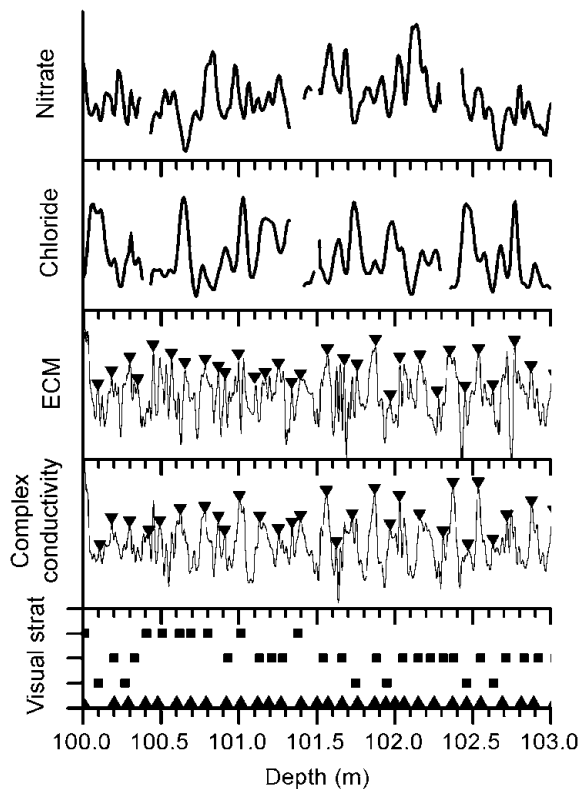 Nitrate
Chloride
ECM
Complex
conductivity
Visual strat
100.0 100.5 101.0 101.5 102.0 102.5 103.0
Depth (m)